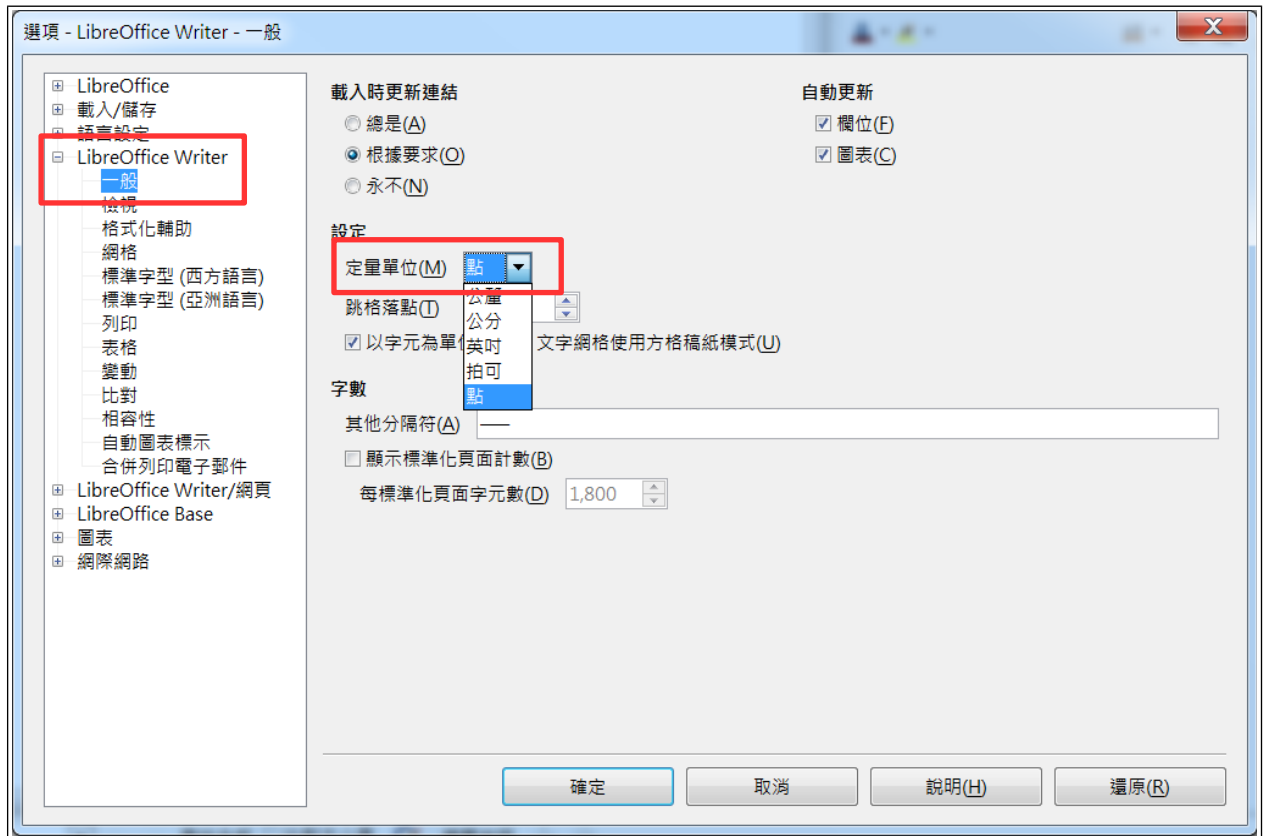 選項 - LibreOffice Writer - 一般
LibreOffice
載入/儲存
語言設定
LibreOffice Writer
一般
檢視
格式化輔助
網格
標準字型 (西方語言)
標準字型 (亞洲語言)
列印
表格
變動
比對
相容性
自動圖表標示
合併列印電子郵件
LibreOffice Writer/網頁
LibreOffice Base
圖表
網際網路
載入時更新連結
總是(A)
根據要求(O)
永不(N)
自動更新
欄位(F)
圖表(C)
設定
定量單位(M) 點
公釐
公分
英吋
拍可
點
跳格落點(T)
以字元為單 文字網格使用方格稿紙模式(U)
字數
其他分隔符(A) —–
顯示標準化頁面計數(B)
每標準化頁面字元數(D) 1,800
確定
取消
說明(H)
還原(R)